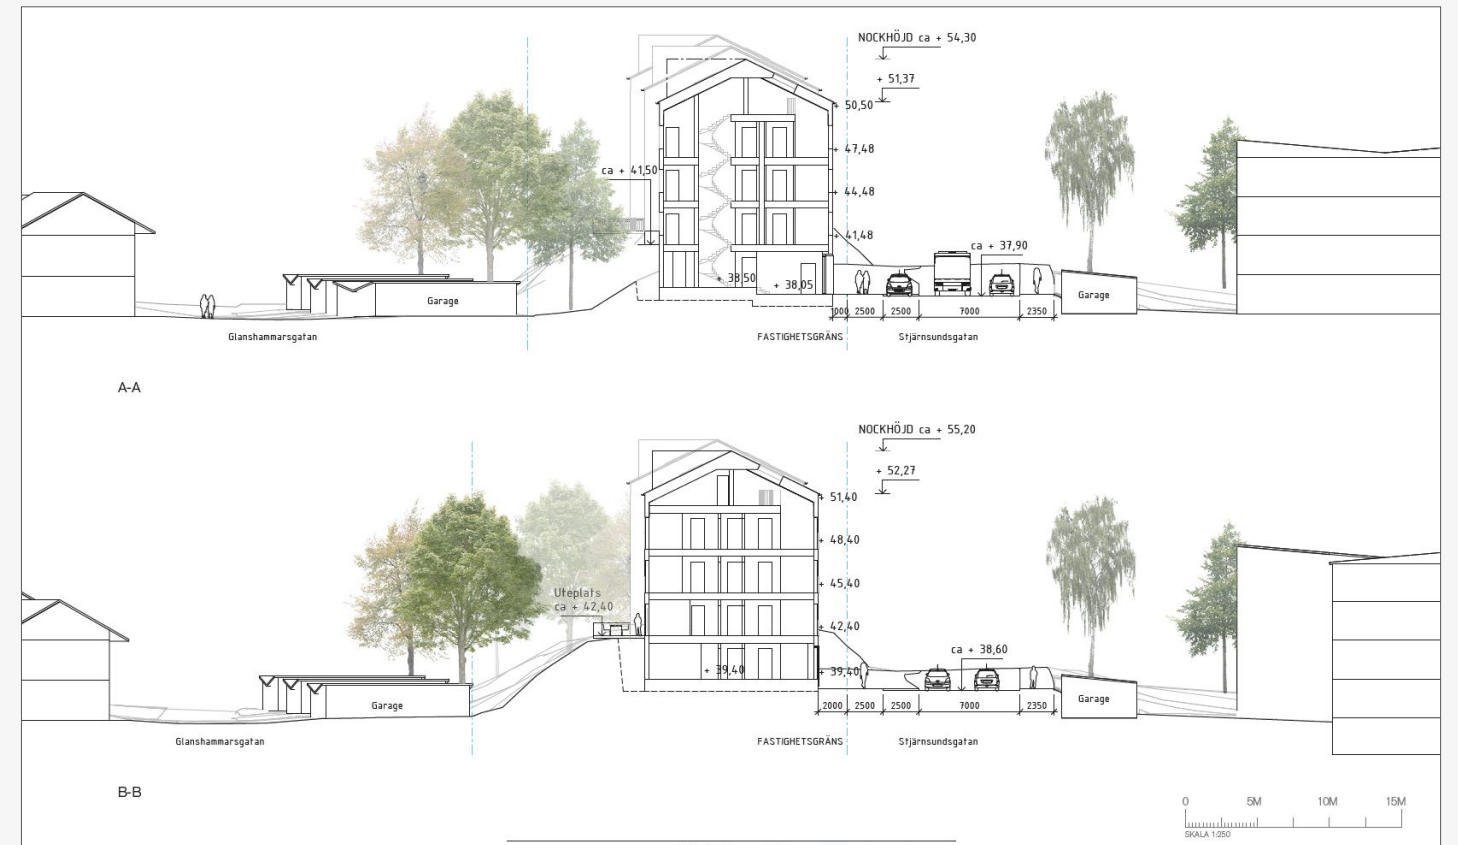 NOCKHÖJD ca + 54,30
+ 51,37
+ 50,50
+ 47,48
ca + 41,50
+ 44,48
+ 41,48
ca + 37,90
+ 38,50
+ 38,05
Garage
Garage
1000 2500 2500 7000 2350
Glanshammarsgatan
FASTIGHETSGRÄNS
Stjärnsundsgatan
A-A
NOCKHÖJD ca + 55,20
+ 52,27
+ 51,40
+ 48,40
+ 45,40
Uteplats
ca + 42,40
+ 42,40
ca + 38,60
+ 39,40
+ 39,40
Garage
Garage
2000 2500 2500 7000 2350
Glanshammarsgatan
FASTIGHETSGRÄNS
Stjärnsundsgatan
B-B
0 5M 10M 15M
SKALA 1:250